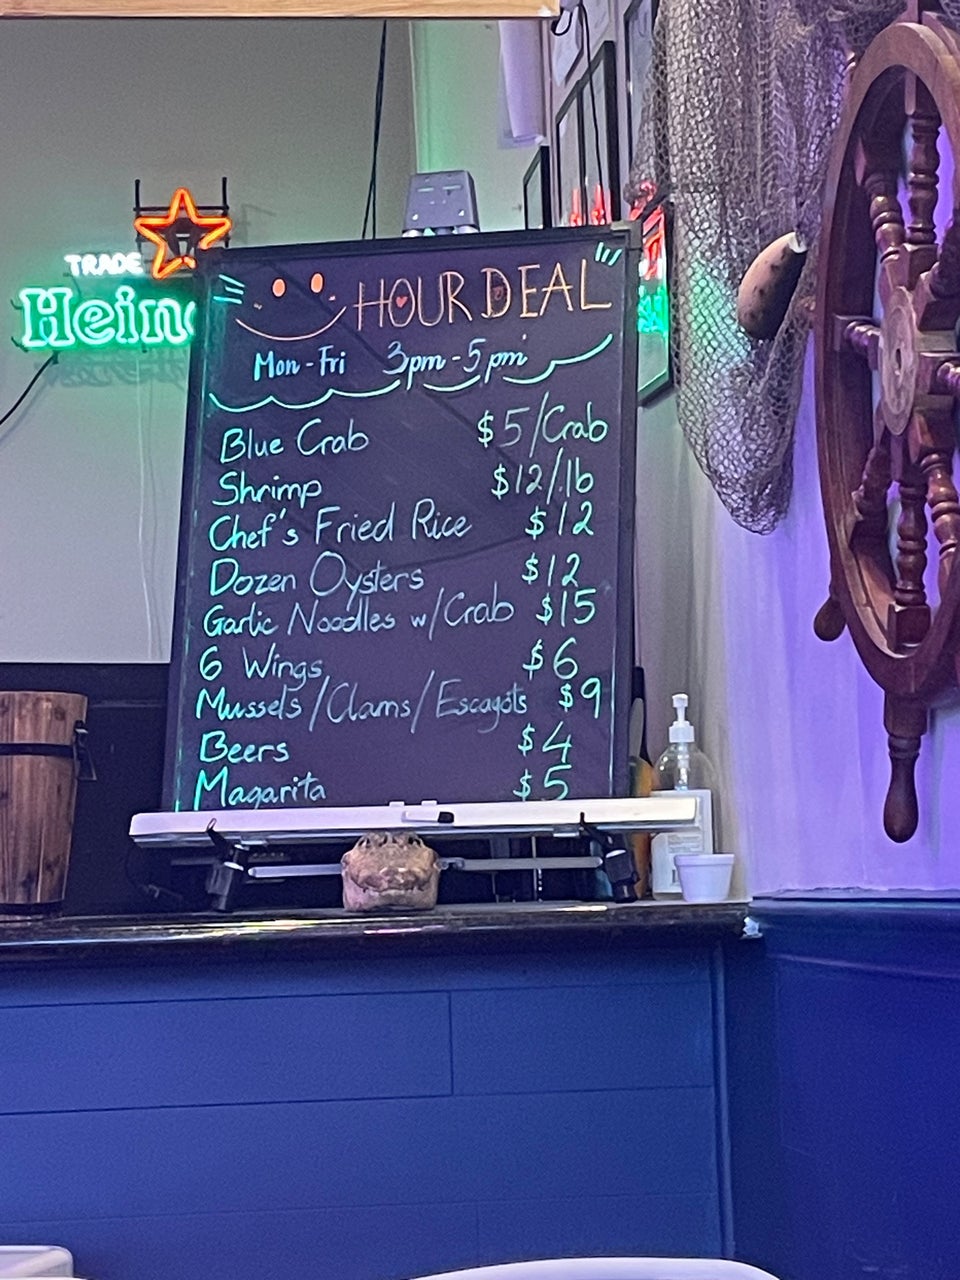 TRADE
Hein
HOUR DEAL
Mon - Fri 3pm - 5pm
Blue Crab $5/Crab
Shrimp $12/lb
Chef's Fried Rice $12
Dozen Oysters $12
Garlic Noodles w/Crab $15
6 Wings $6
Mussels/Clams/Escagots $9
Beers $4
Magarita $5